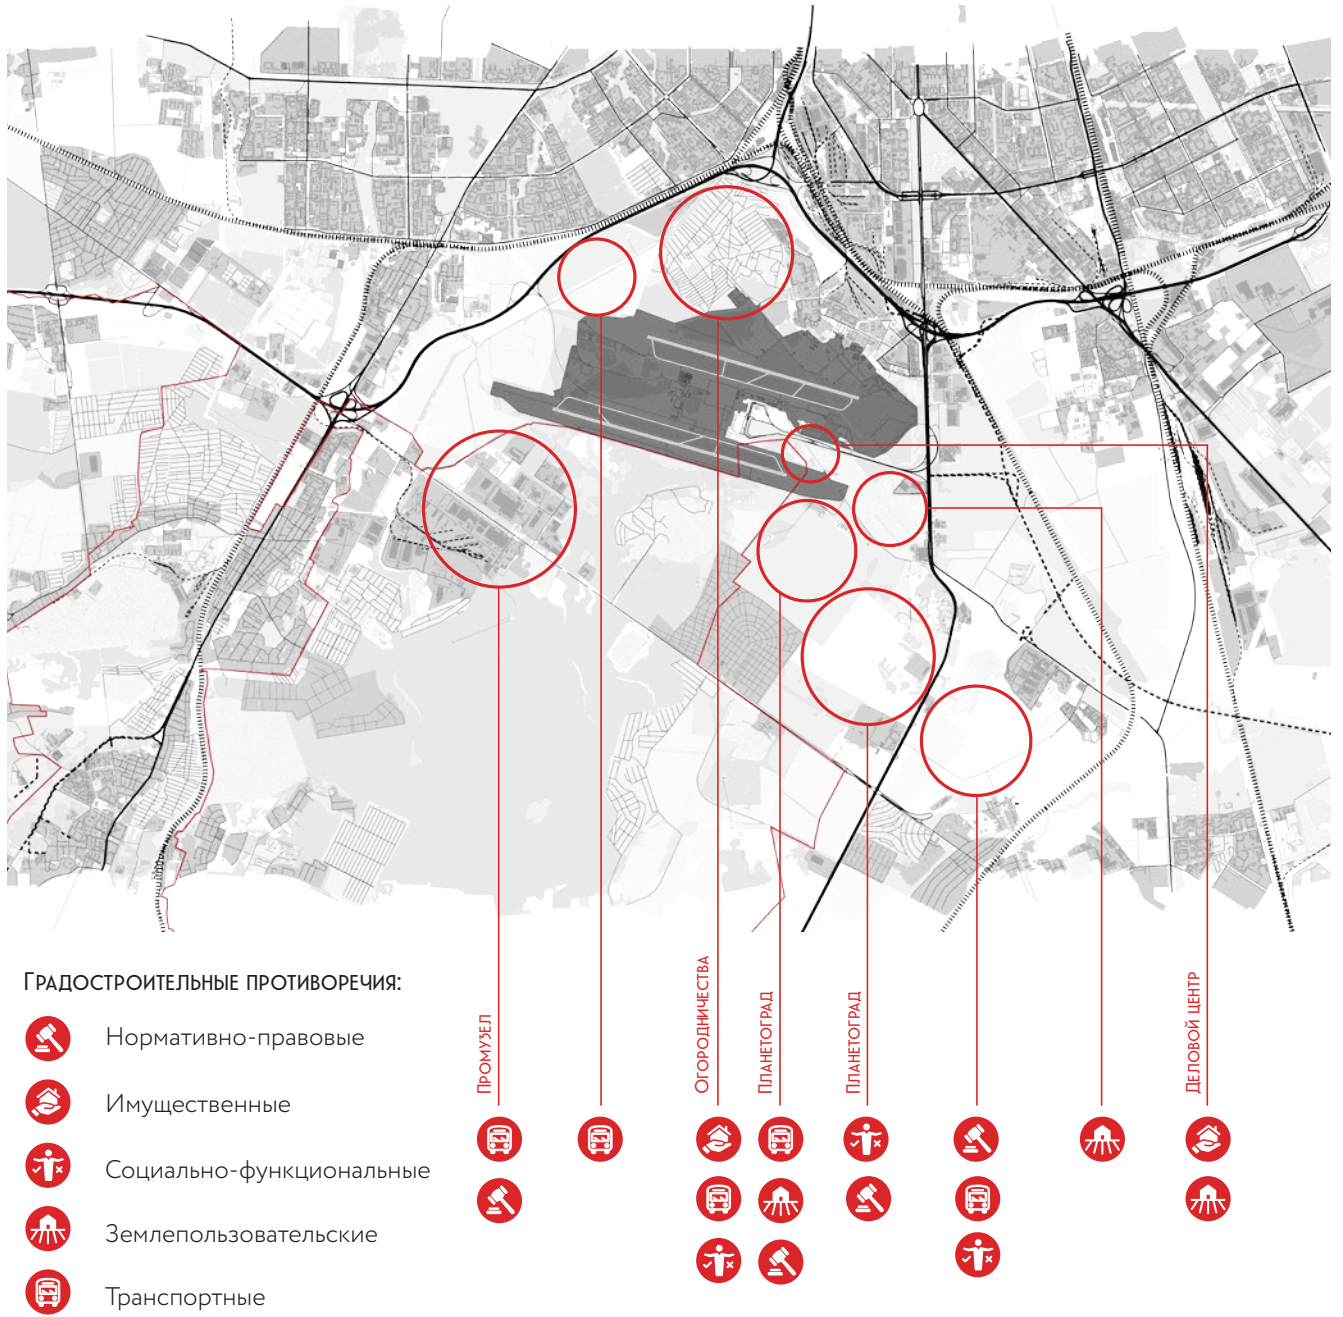 Градостроительные противоречия:
Нормативно-правовые
Имущественные
Социально-функциональные
Землепользовательские
Транспортные
Промузел
Огородничества
Планетоград
Планетоград
Деловой центр